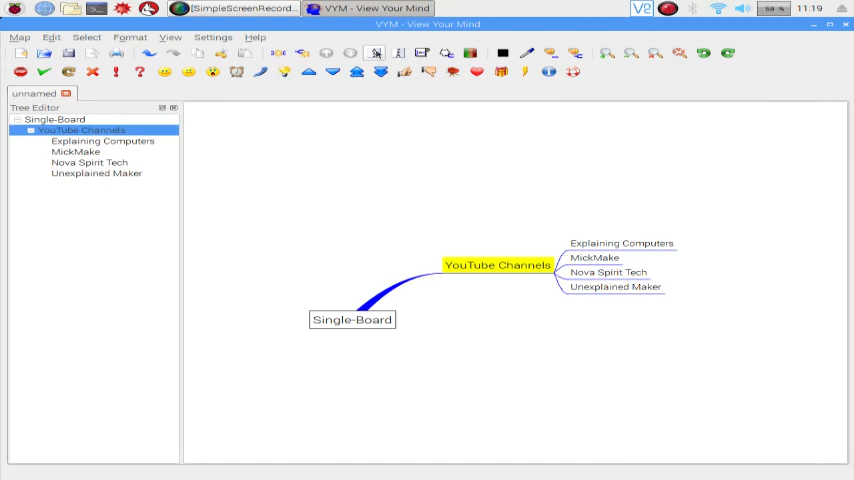 [SimpleScreenRecord...
VYM - View Your Mind
V2
58 %
11:19
VYM - View Your Mind
Map Edit Select Format View Settings Help
unnamed
Tree Editor
Single-Board
YouTube Channels
Explaining Computers
MickMake
Nova Spirit Tech
Unexplained Maker
Explaining Computers
YouTube Channels
MickMake
Nova Spirit Tech
Unexplained Maker
Single-Board